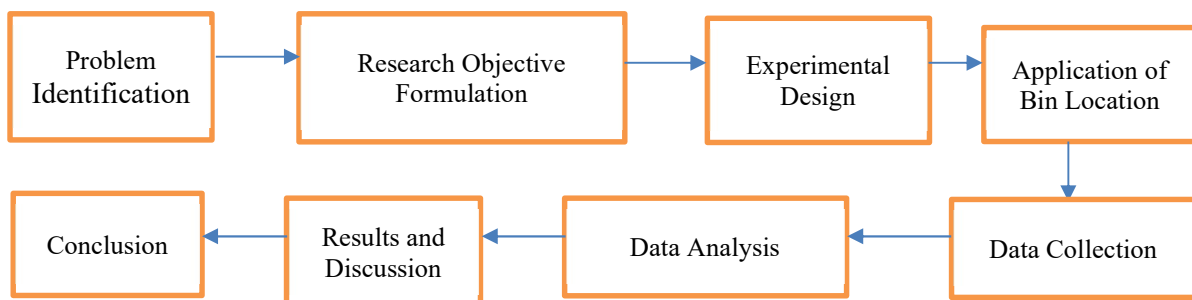 Problem
Identification
Research Objective
Formulation
Experimental
Design
Application of
Bin Location
Data Collection
Data Analysis
Results and
Discussion
Conclusion